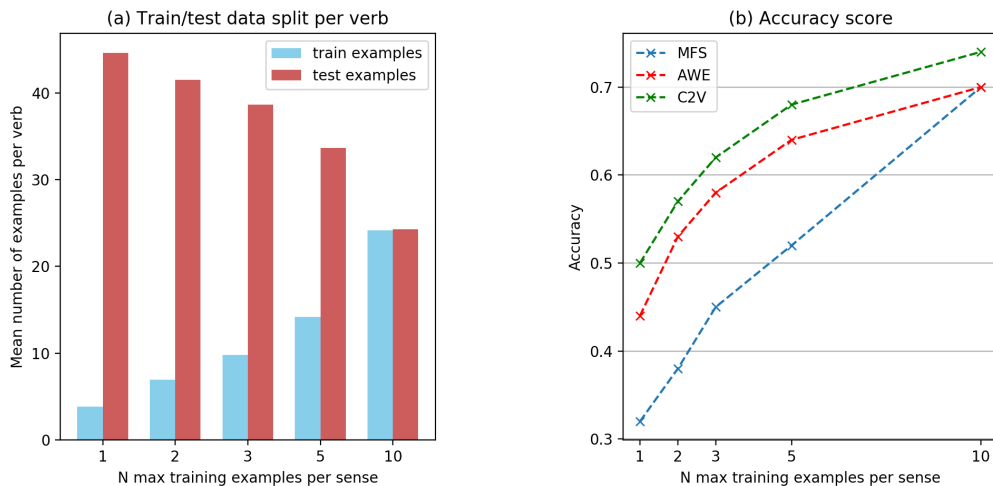 (a) Train/test data split per verb
train examples
test examples
Mean number of examples per verb
40
30
20
10
0
1 2 3 5 10
N max training examples per sense
(b) Accuracy score
MFS
AWE
C2V
Accuracy
0.7
0.6
0.5
0.4
0.3
1 2 3 5 10
N max training examples per sense